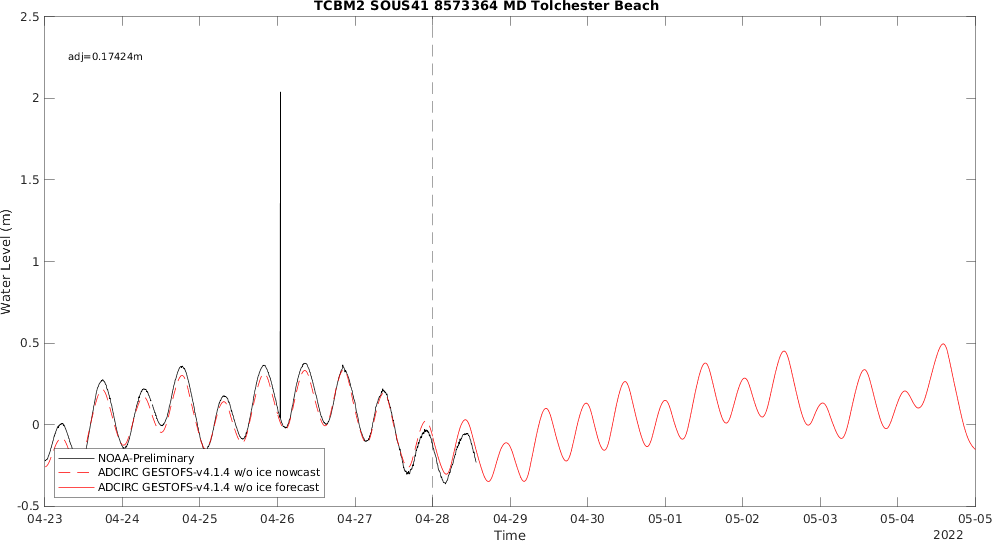 TCBM2 SOUS41 8573364 MD Tolchester Beach
adj=0.17424m
2.5
2
1.5
1
0.5
0
-0.5
Water Level (m)
NOAA-Preliminary
ADCIRC GESTOFS-v4.1.4 w/o ice nowcast
ADCIRC GESTOFS-v4.1.4 w/o ice forecast
04-23 04-24 04-25 04-26 04-27 04-28 04-29 04-30 05-01 05-02 05-03 05-04 05-05
Time
2022